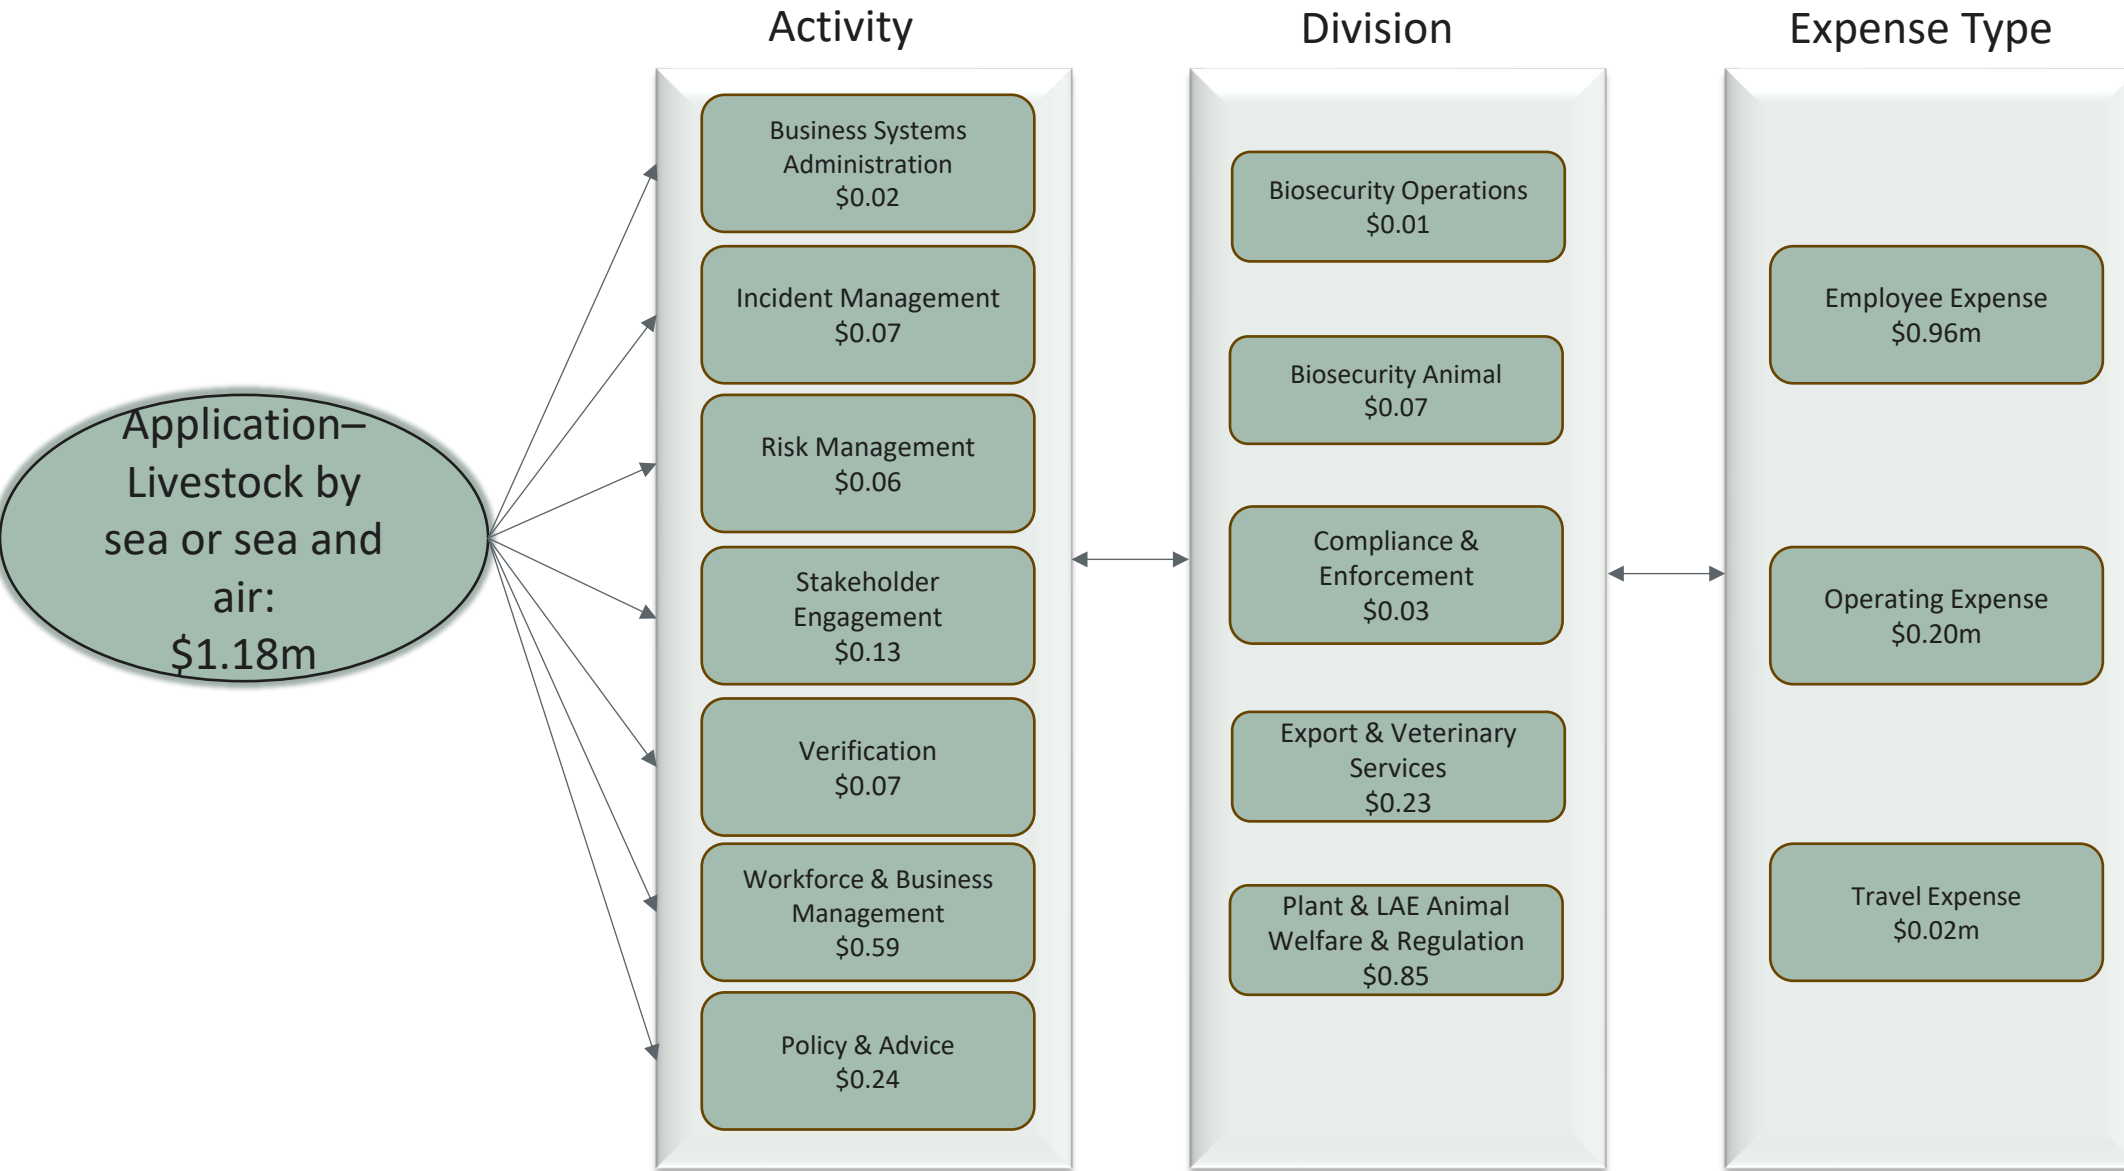 Activity
Division
Expense Type
Application–
Livestock by
sea or sea and
air:
$1.18m
Business Systems
Administration
$0.02
Incident Management
$0.07
Risk Management
$0.06
Stakeholder
Engagement
$0.13
Verification
$0.07
Workforce & Business
Management
$0.59
Policy & Advice
$0.24
Biosecurity Operations
$0.01
Biosecurity Animal
$0.07
Compliance &
Enforcement
$0.03
Export & Veterinary
Services
$0.23
Plant & LAE Animal
Welfare & Regulation
$0.85
Employee Expense
$0.96m
Operating Expense
$0.20m
Travel Expense
$0.02m